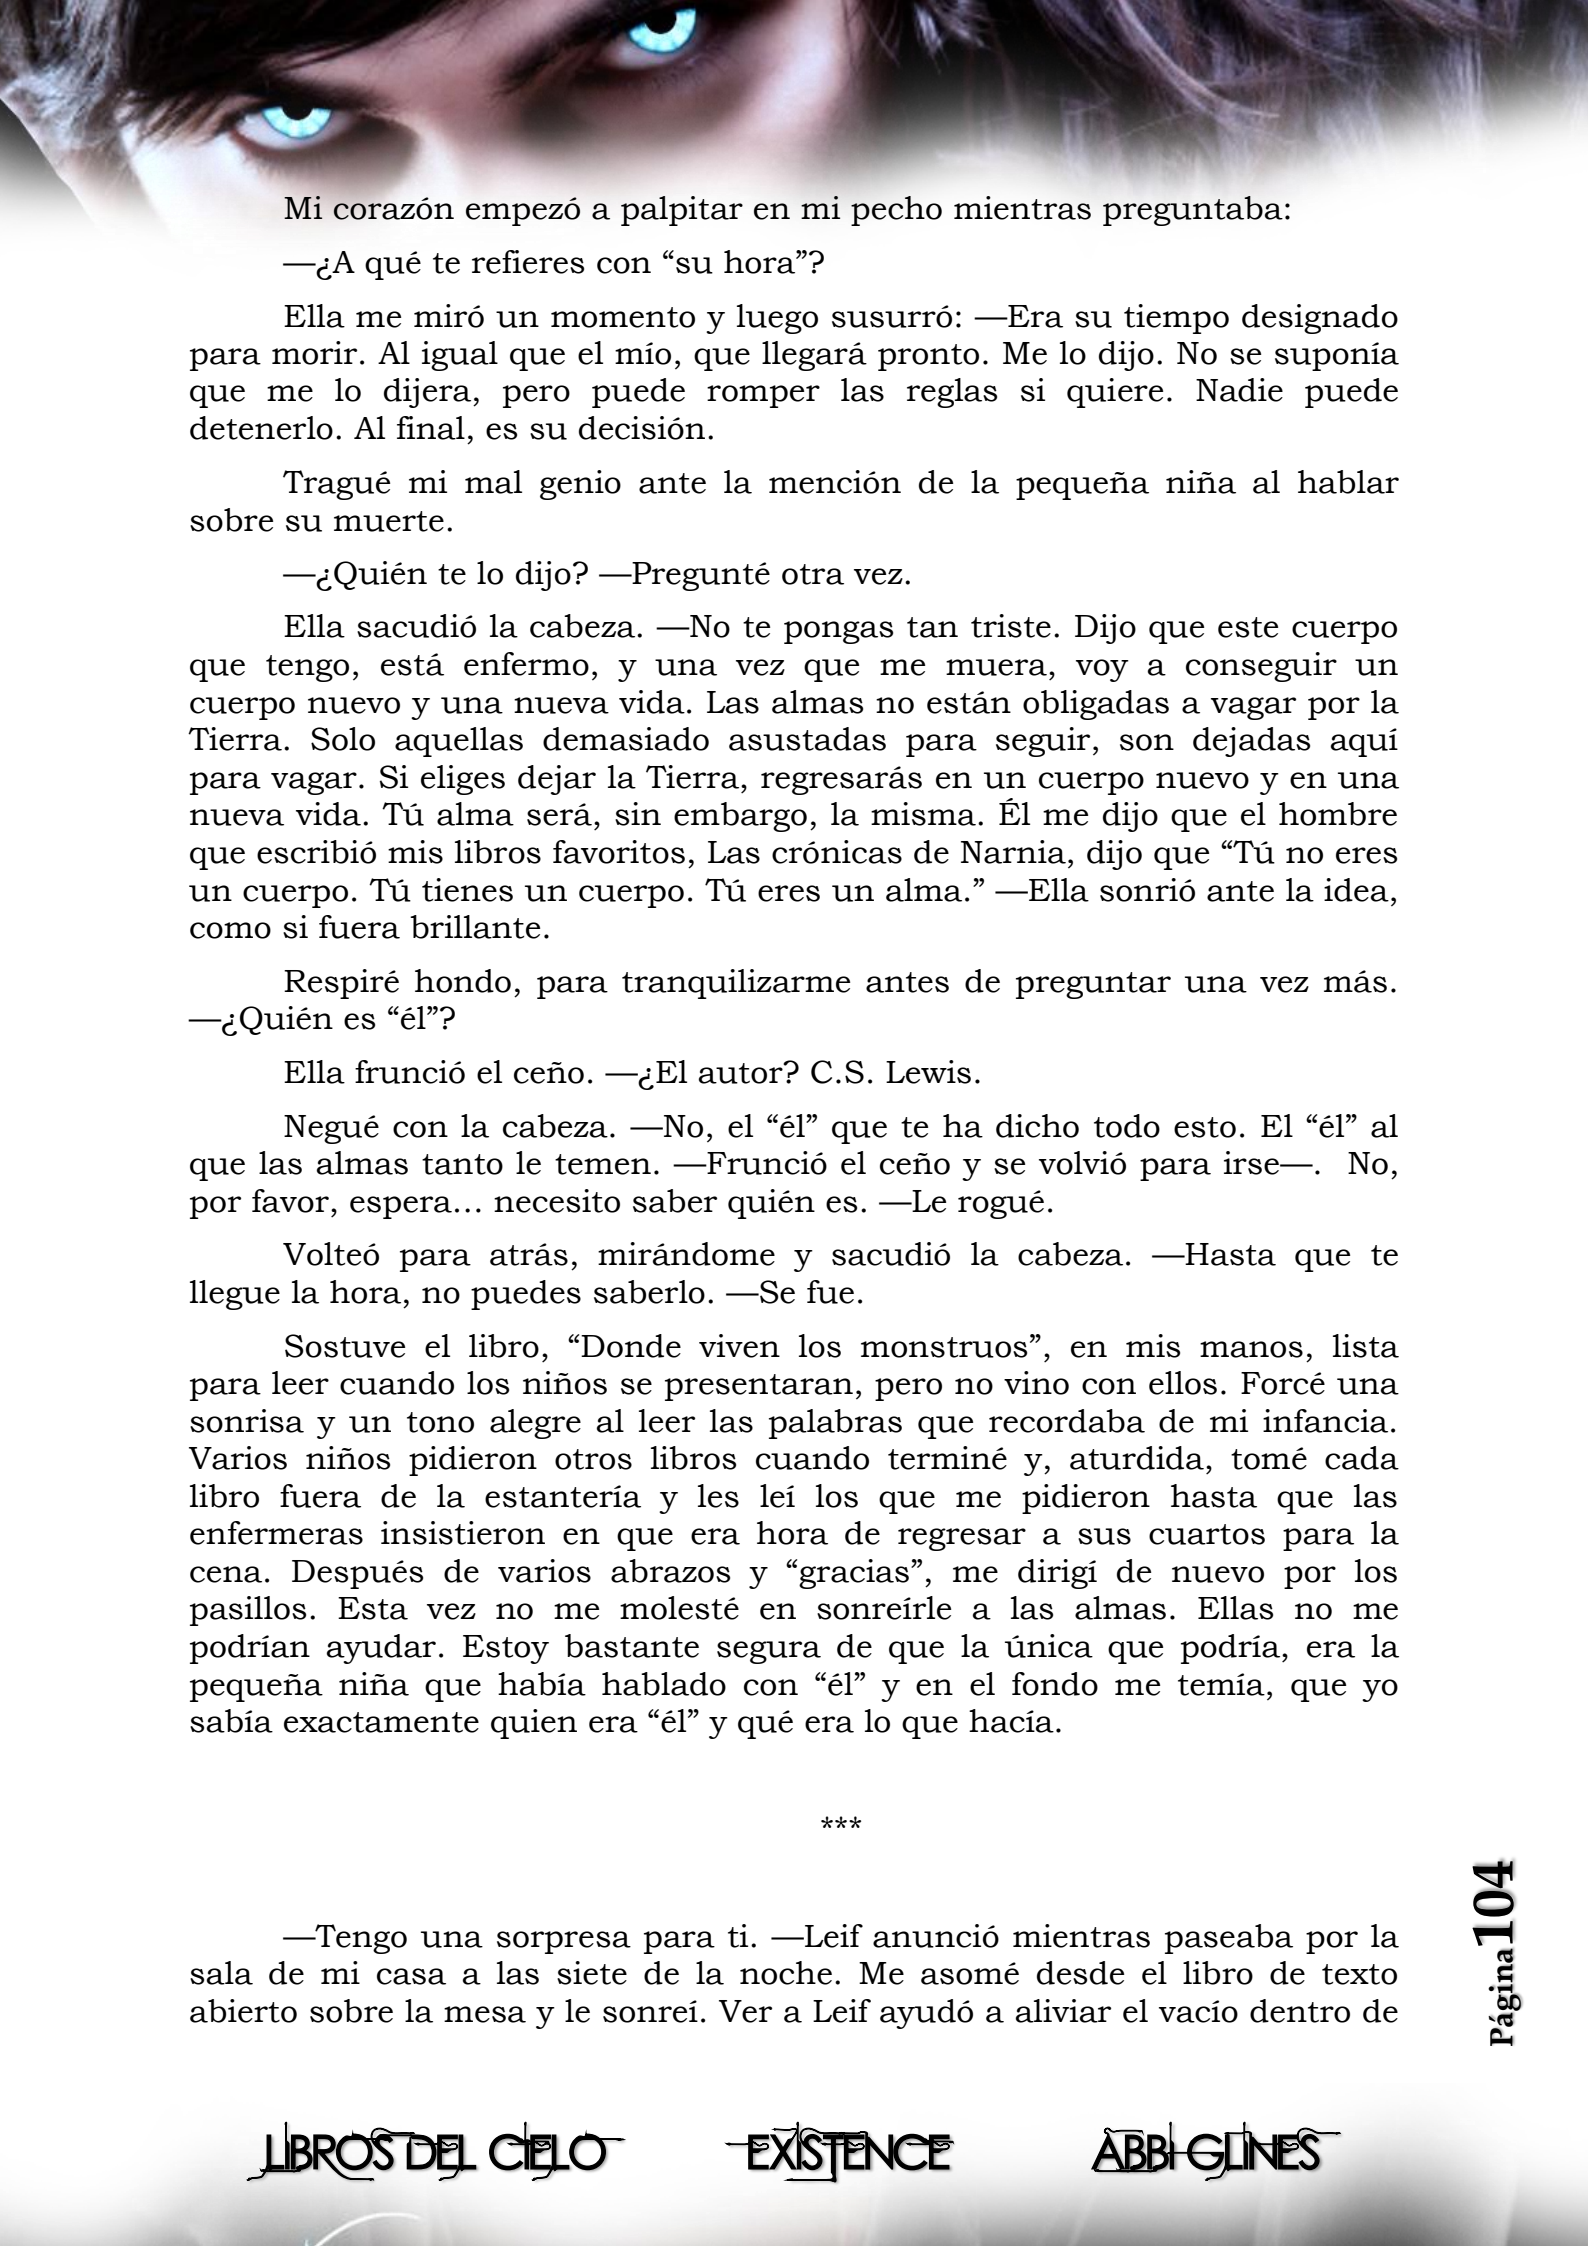 Mi corazón empezó a palpitar en mi pecho mientras preguntaba:
—¿A qué te refieres con “su hora”?
Ella me miró un momento y luego susurró: —Era su tiempo designado
para morir. Al igual que el mío, que llegará pronto. Me lo dijo. No se suponía
que me lo dijera, pero puede romper las reglas si quiere. Nadie puede
detenerlo. Al final, es su decisión.
Tragué mi mal genio ante la mención de la pequeña niña al hablar
sobre su muerte.
—¿Quién te lo dijo? —Pregunté otra vez.
Ella sacudió la cabeza. —No te pongas tan triste. Dijo que este cuerpo
que tengo, está enfermo, y una vez que me muera, voy a conseguir un
cuerpo nuevo y una nueva vida. Las almas no están obligadas a vagar por la
Tierra. Solo aquellas demasiado asustadas para seguir, son dejadas aquí
para vagar. Si eliges dejar la Tierra, regresarás en un cuerpo nuevo y en una
nueva vida. Tú alma será, sin embargo, la misma. Él me dijo que el hombre
que escribió mis libros favoritos, Las crónicas de Narnia, dijo que “Tú no eres
un cuerpo. Tú tienes un cuerpo. Tú eres un alma.” —Ella sonrió ante la idea,
como si fuera brillante.
Respiré hondo, para tranquilizarme antes de preguntar una vez más.
—¿Quién es “él”?
Ella frunció el ceño. —¿El autor? C.S. Lewis.
Negué con la cabeza. —No, el “él” que te ha dicho todo esto. El “él” al
que las almas tanto le temen. —Frunció el ceño y se volvió para irse—. No,
por favor, espera… necesito saber quién es. —Le rogué.
Volteó para atrás, mirándome y sacudió la cabeza. —Hasta que te
llegue la hora, no puedes saberlo. —Se fue.
Sostuve el libro, “Donde viven los monstruos”, en mis manos, lista
para leer cuando los niños se presentaran, pero no vino con ellos. Forcé una
sonrisa y un tono alegre al leer las palabras que recordaba de mi infancia.
Varios niños pidieron otros libros cuando terminé y, aturdida, tomé cada
libro fuera de la estantería y les leí los que me pidieron hasta que las
enfermeras insistieron en que era hora de regresar a sus cuartos para la
cena. Después de varios abrazos y “gracias”, me dirigí de nuevo por los
pasillos. Esta vez no me molesté en sonreírle a las almas. Ellas no me
podrían ayudar. Estoy bastante segura de que la única que podría, era la
pequeña niña que había hablado con “él” y en el fondo me temía, que yo
sabía exactamente quien era “él” y qué era lo que hacía.
***
—Tengo una sorpresa para ti. —Leif anunció mientras paseaba por la
sala de mi casa a las siete de la noche. Me asomé desde el libro de texto
abierto sobre la mesa y le sonreí. Ver a Leif ayudó a aliviar el vacío dentro de
Página104
LIBROS DEL CIELO EXISTENCE ABBI GLINES